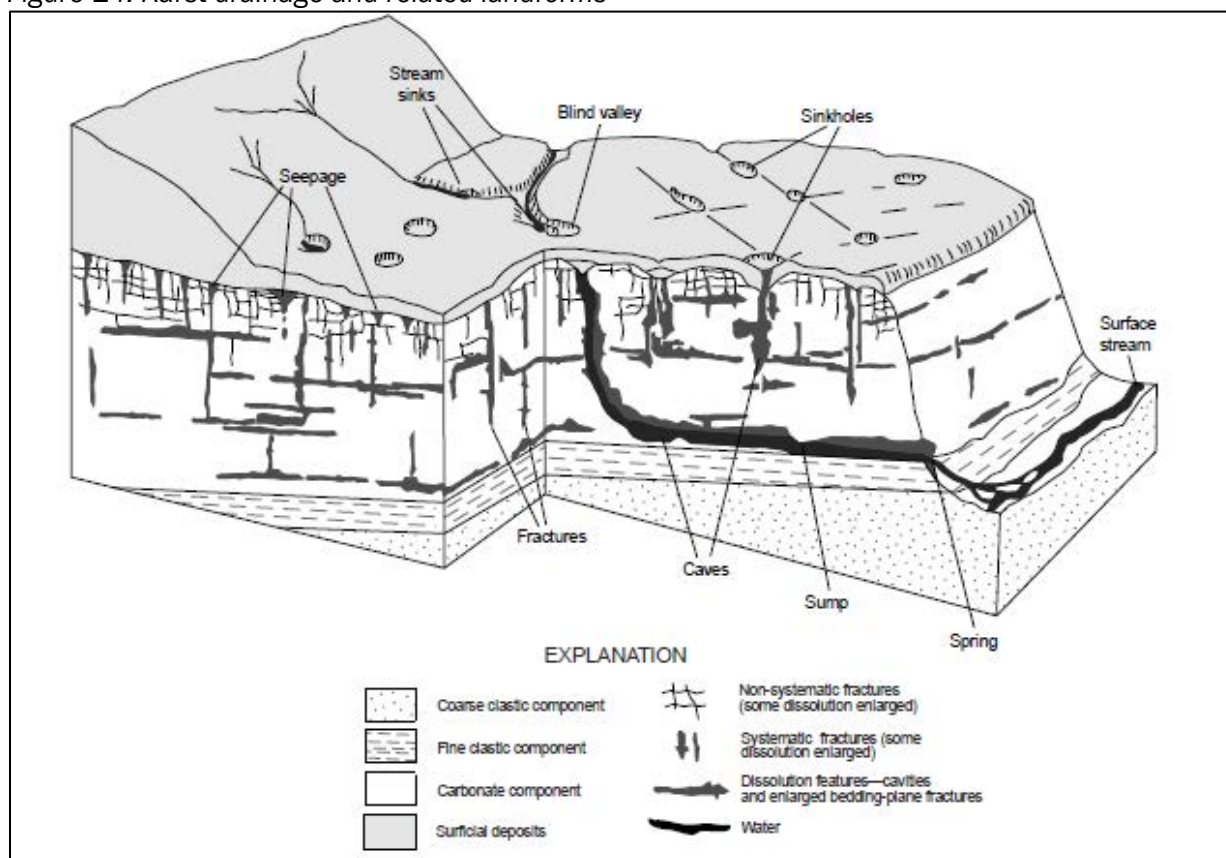 Figure 24: Karst drainage and related landforms
Stream
sinks
Blind valley
Sinkholes
Seepage
Surface
stream
Fractures
Caves
Sump
Spring
EXPLANATION
Coarse clastic component
Fine clastic component
Carbonate component
Surficial deposits
Non-systematic fractures
(some dissolution enlarged)
Systematic fractures (some
dissolution enlarged)
Dissolution features—cavities
and enlarged bedding-plane fractures
Water